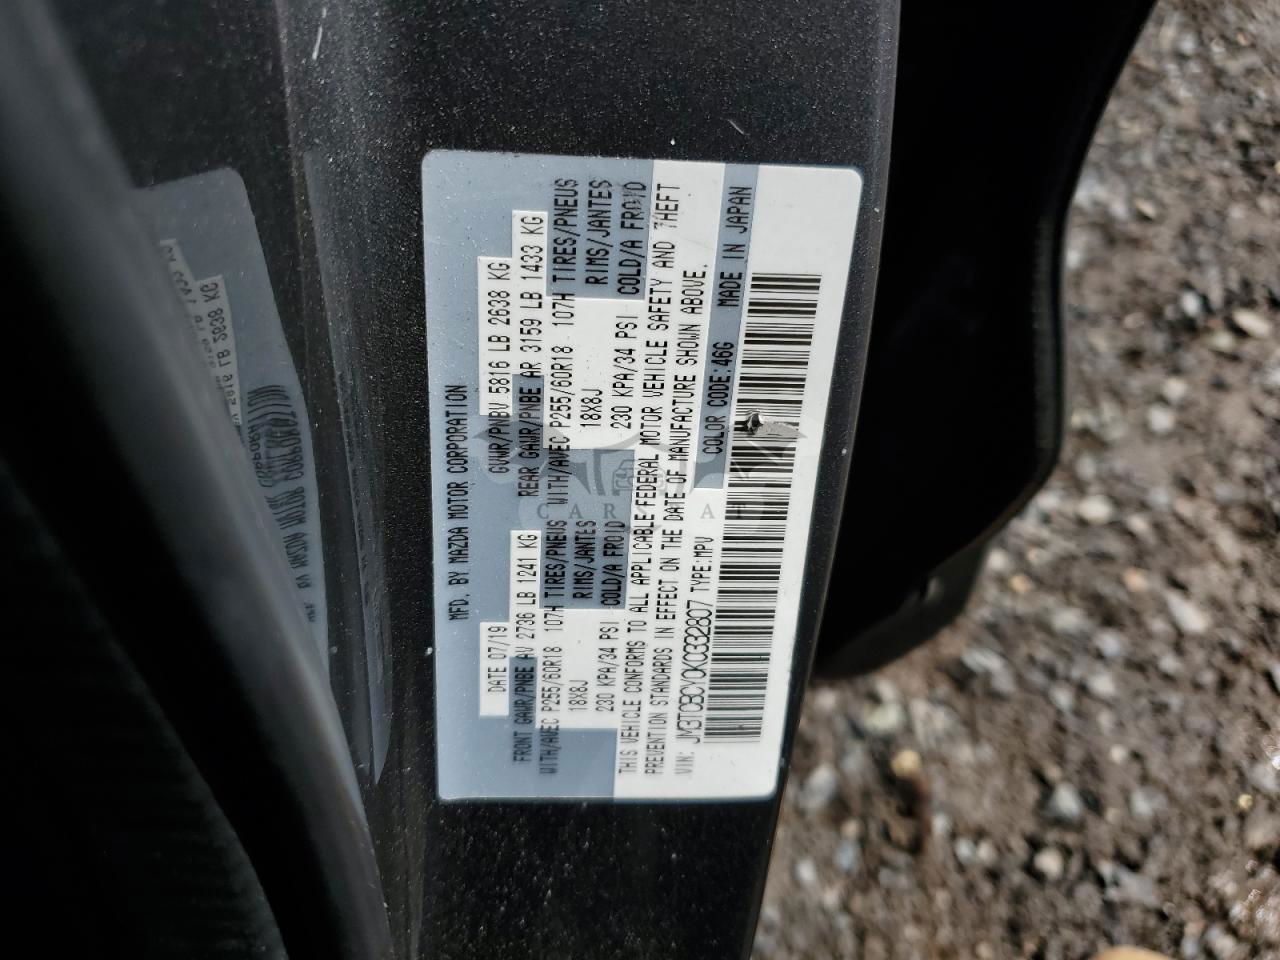 MFD. BY MAZDA MOTOR CORPORATION
DATE 07/19 GVWR/PNBV 5816 LB 2638 KG
FRONT GAWR/PNBE AV 2736 LB 1241 KG REAR GAWR/PNBE AR 3159 LB 1433 KG
WITH/AVEC P255/60R18 107H TIRES/PNEUS WITH/AVEC P255/60R18 107H TIRES/PNEUS
18X8J RIMS/JANTES 18X8J RIMS/JANTES
230 KPA/34 PSI COLD/A FROID 230 KPA/34 PSI COLD/A FROID
THIS VEHICLE CONFORMS TO ALL APPLICABLE FEDERAL MOTOR VEHICLE SAFETY AND THEFT
PREVENTION STANDARDS IN EFFECT ON THE DATE OF MANUFACTURE SHOWN ABOVE.
VIN: JM3TCBCY0K0332807 TYPE:MPV COLOR CODE:46G MADE IN JAPAN